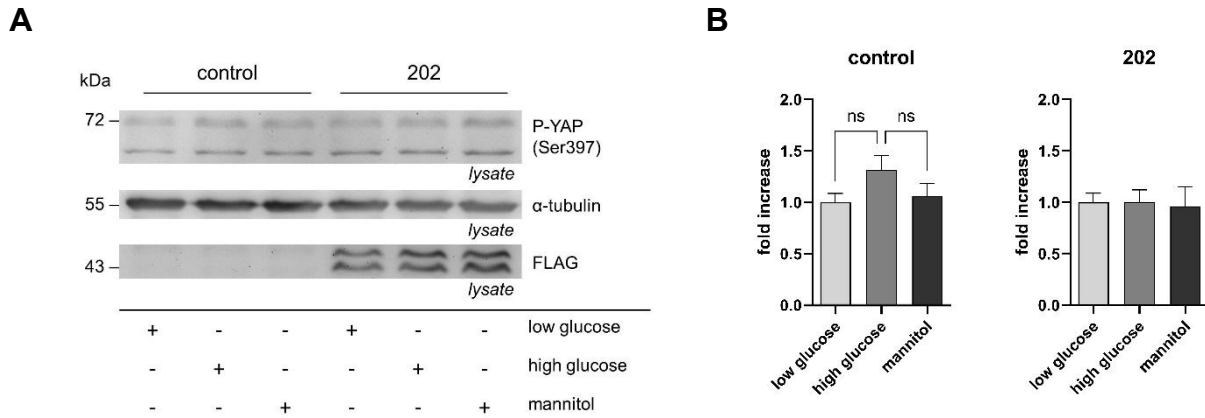 A
kDa
control
202
72
P-YAP
(Ser397)
lysate
55
α-tubulin
lysate
43
FLAG
lysate
+ - - + - - low glucose
- + - - + - high glucose
- - + - - + mannitol
B
control
fold increase
2.0
1.5
1.0
0.5
0.0
ns
ns
low glucose
high glucose
mannitol
202
fold increase
2.0
1.5
1.0
0.5
0.0
low glucose
high glucose
mannitol